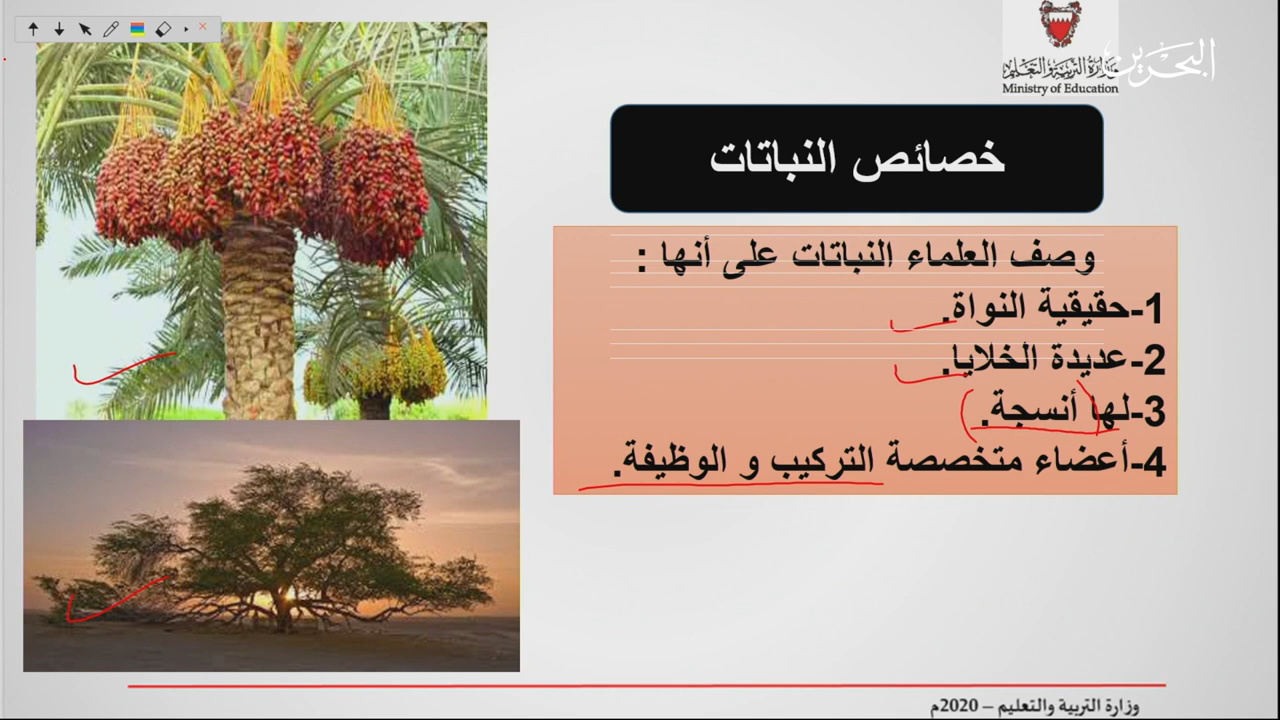 البحرين
وزارة التربية والتعليم
Ministry of Education
خصائص النباتات
وصف العلماء النباتات على أنها :
1-حقيقية النواة.
2-عديدة الخلايا.
3-لها أنسجة.
4-أعضاء متخصصة التركيب و الوظيفة.
وزارة التربية والتعليم – 2020م